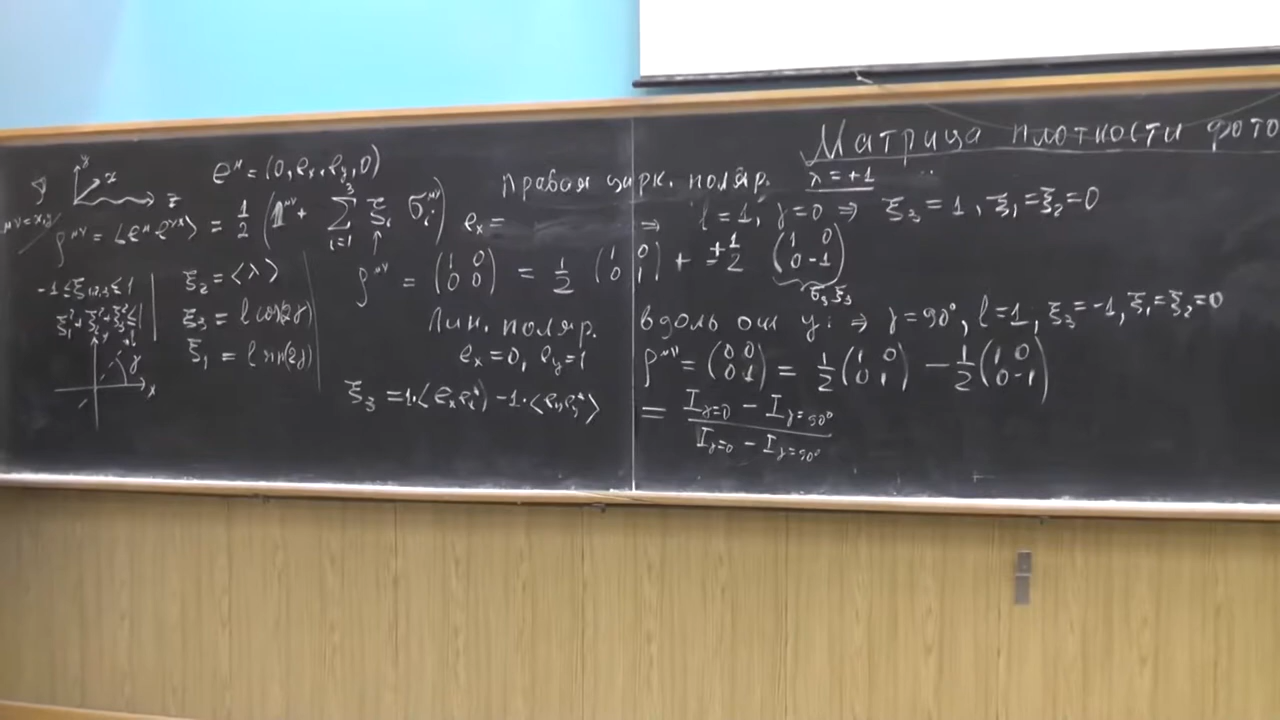 Матрица плотности фото
y
x
z
e^μ = (0, e_x, e_y, 0)
μν = x, y
ρ^{μν} = ⟨e^μ e^{ν*}⟩ = 1/2 (1^{μν} + ∑_{i=1}^{3} ξ_i σ_i^{μν})
-1 ≤ ξ_{1,2,3} ≤ 1
ξ_1² + ξ_2² + ξ_3² ≤ 1
y
γ
x
ξ_2 = ⟨λ⟩
ξ_3 = l cos(2γ)
ξ_1 = l sin(2γ)
правая цирк. поляр. λ = +1
e_x =
⇒ l = 1, γ = 0 ⇒ ξ_3 = 1, ξ_1 = ξ_2 = 0
ρ^{μν} = (1 0 / 0 0) = 1/2 (1 0 / 0 1) + 1/2 (1 0 / 0 -1)
σ_3 ξ_3
Лин. поляр. вдоль оси y: ⇒ γ = 90°, l = 1, ξ_3 = -1, ξ_1 = ξ_2 = 0
e_x = 0, e_y = 1
ρ^{μν} = (0 0 / 0 1) = 1/2 (1 0 / 0 1) - 1/2 (1 0 / 0 -1)
ξ_3 = 1·⟨e_x e_x^*⟩ - 1·⟨e_y e_y^*⟩ = (I_{γ=0} - I_{γ=90°}) / (I_{γ=0} - I_{γ=90°})